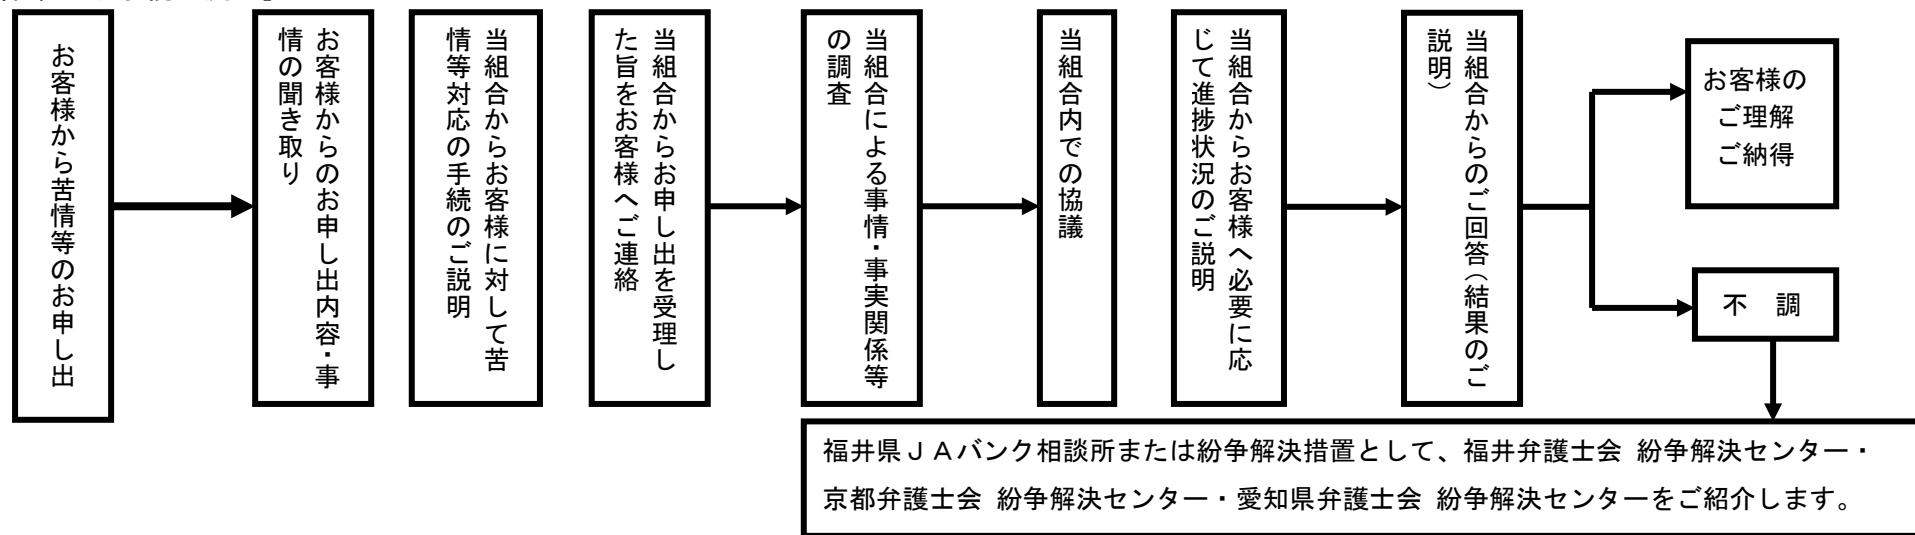 お客様から苦情等のお申し出
お客様からのお申し出内容・事
情の聞き取り
当組合からお客様に対して苦
情等対応の手続のご説明
当組合からお申し出を受理し
た旨をお客様へご連絡
当組合による事情・事実関係等
の調査
当組合内での協議
当組合からお客様へ必要に応
じて進捗状況のご説明
当組合からのご回答(結果のご
説明)
お客様の
ご理解
ご納得
不 調
福井県JAバンク相談所または紛争解決措置として、福井弁護士会 紛争解決センター・
京都弁護士会 紛争解決センター・愛知県弁護士会 紛争解決センターをご紹介します。